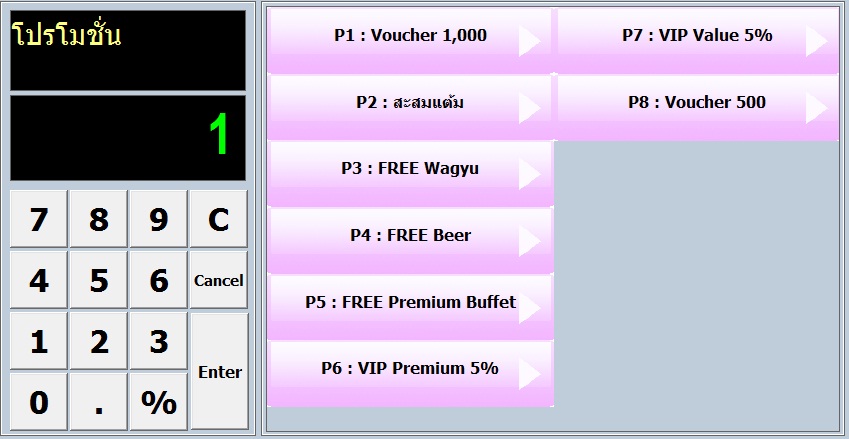 โปรโมชั่น
1
7 8 9 C
4 5 6 Cancel
1 2 3 Enter
0 . %
P1 : Voucher 1,000
P2 : สะสมแต้ม
P3 : FREE Wagyu
P4 : FREE Beer
P5 : FREE Premium Buffet
P6 : VIP Premium 5%
P7 : VIP Value 5%
P8 : Voucher 500